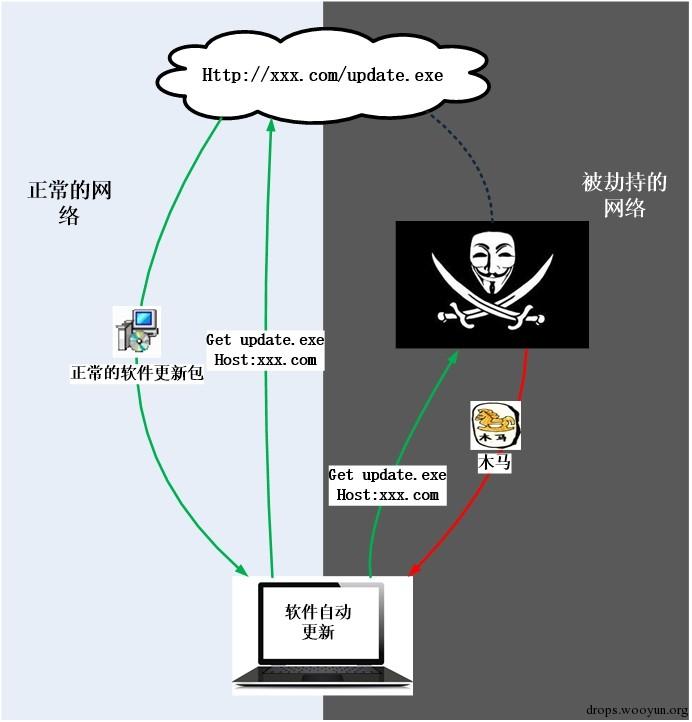 Http://xxx.com/update.exe
正常的网
络
被劫持的
网络
Get update.exe
Host:xxx.com
正常的软件更新包
木马
木马
Get update.exe
Host:xxx.com
软件自动
更新
drops.wooyun.org